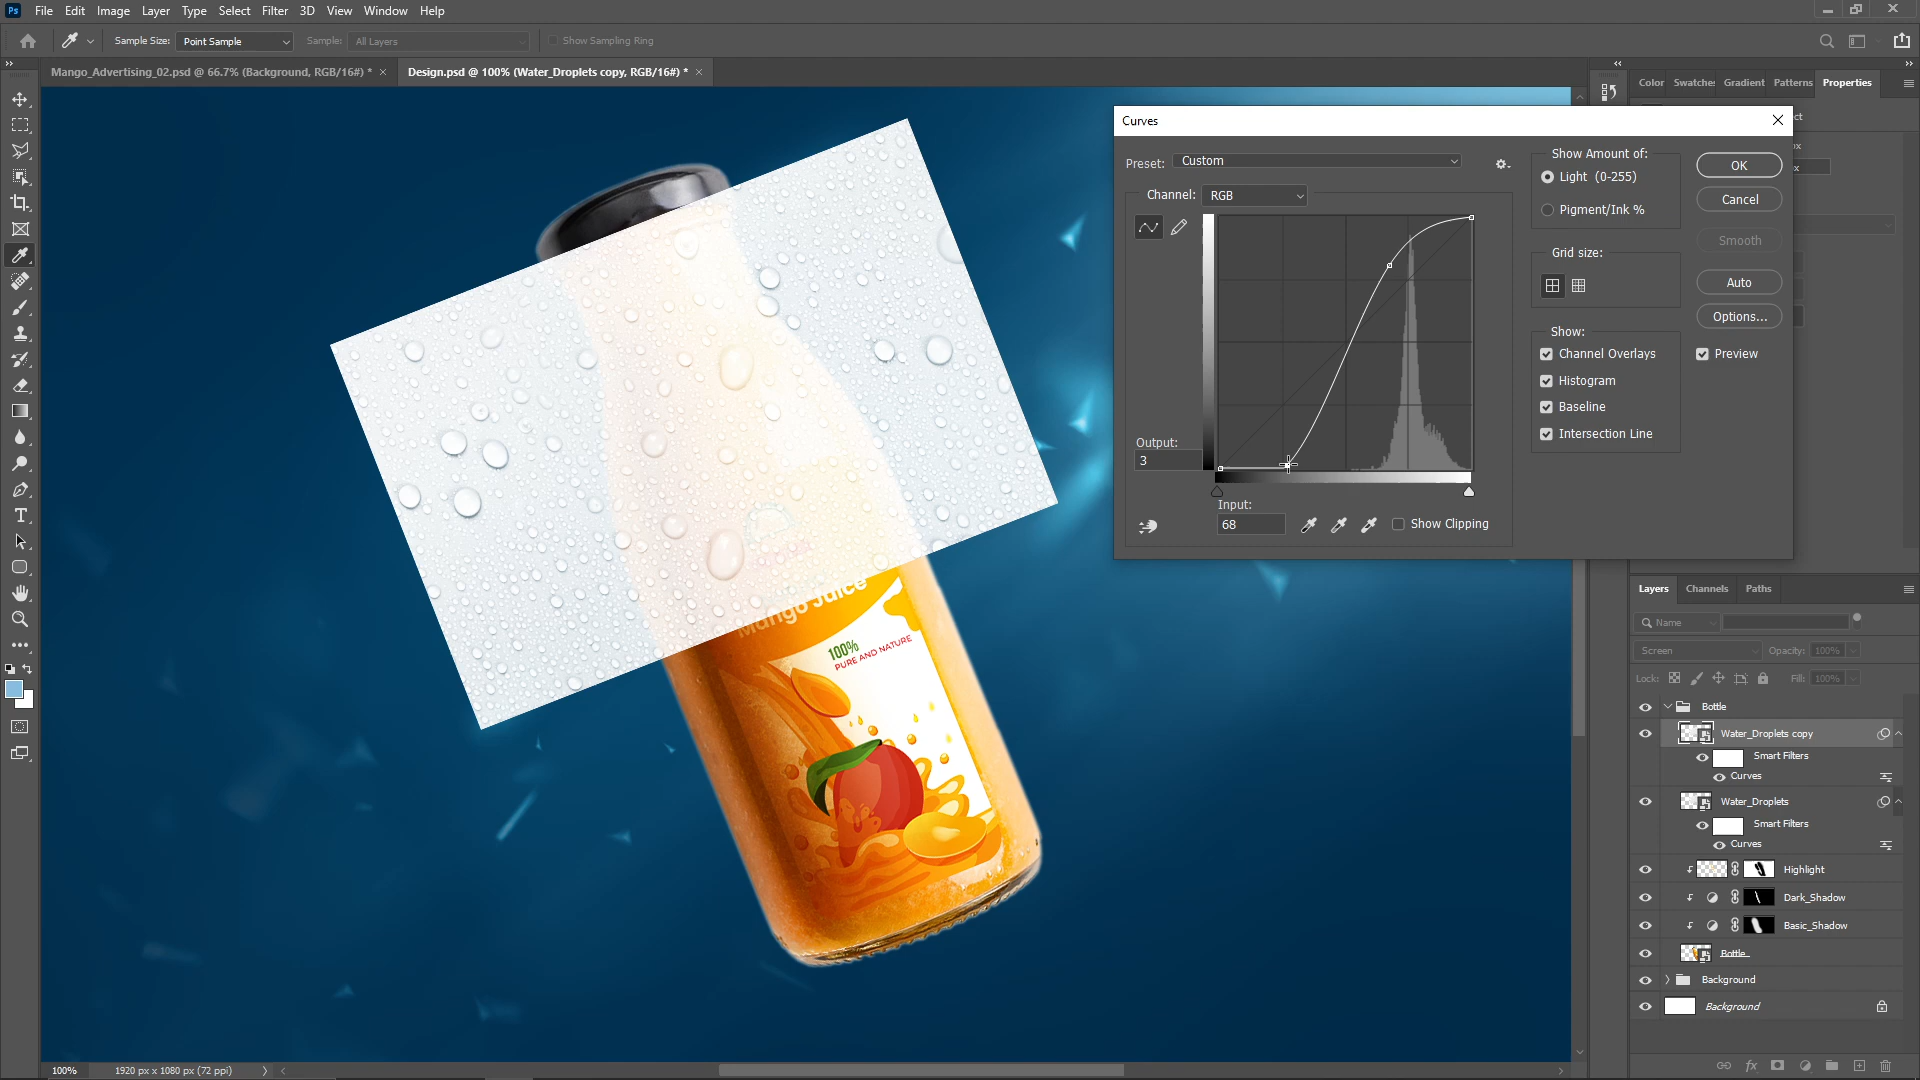 Ps File Edit Image Layer Type Select Filter 3D View Window Help
Sample Size: Point Sample Sample: All Layers Show Sampling Ring
Mango_Advertising_02.psd @ 66.7% (Background, RGB/16#) *
Design.psd @ 100% (Water_Droplets copy, RGB/16#) *
Color Swatches Gradient Patterns Properties
Curves
Preset: Custom
Channel: RGB
Output:
3
Input:
68
Show Clipping
Show Amount of:
Light (0-255)
Pigment/Ink %
Grid size:
Show:
Channel Overlays
Histogram
Baseline
Intersection Line
OK
Cancel
Smooth
Auto
Options...
Preview
Mango Juice
100%
PURE AND NATURE
Layers Channels Paths
Name
Screen Opacity: 100%
Lock: Fill: 100%
Bottle
Water_Droplets copy
Smart Filters
Curves
Water_Droplets
Smart Filters
Curves
Highlight
Dark_Shadow
Basic_Shadow
Bottle
Background
Background
100% 1920 px x 1080 px (72 ppi)